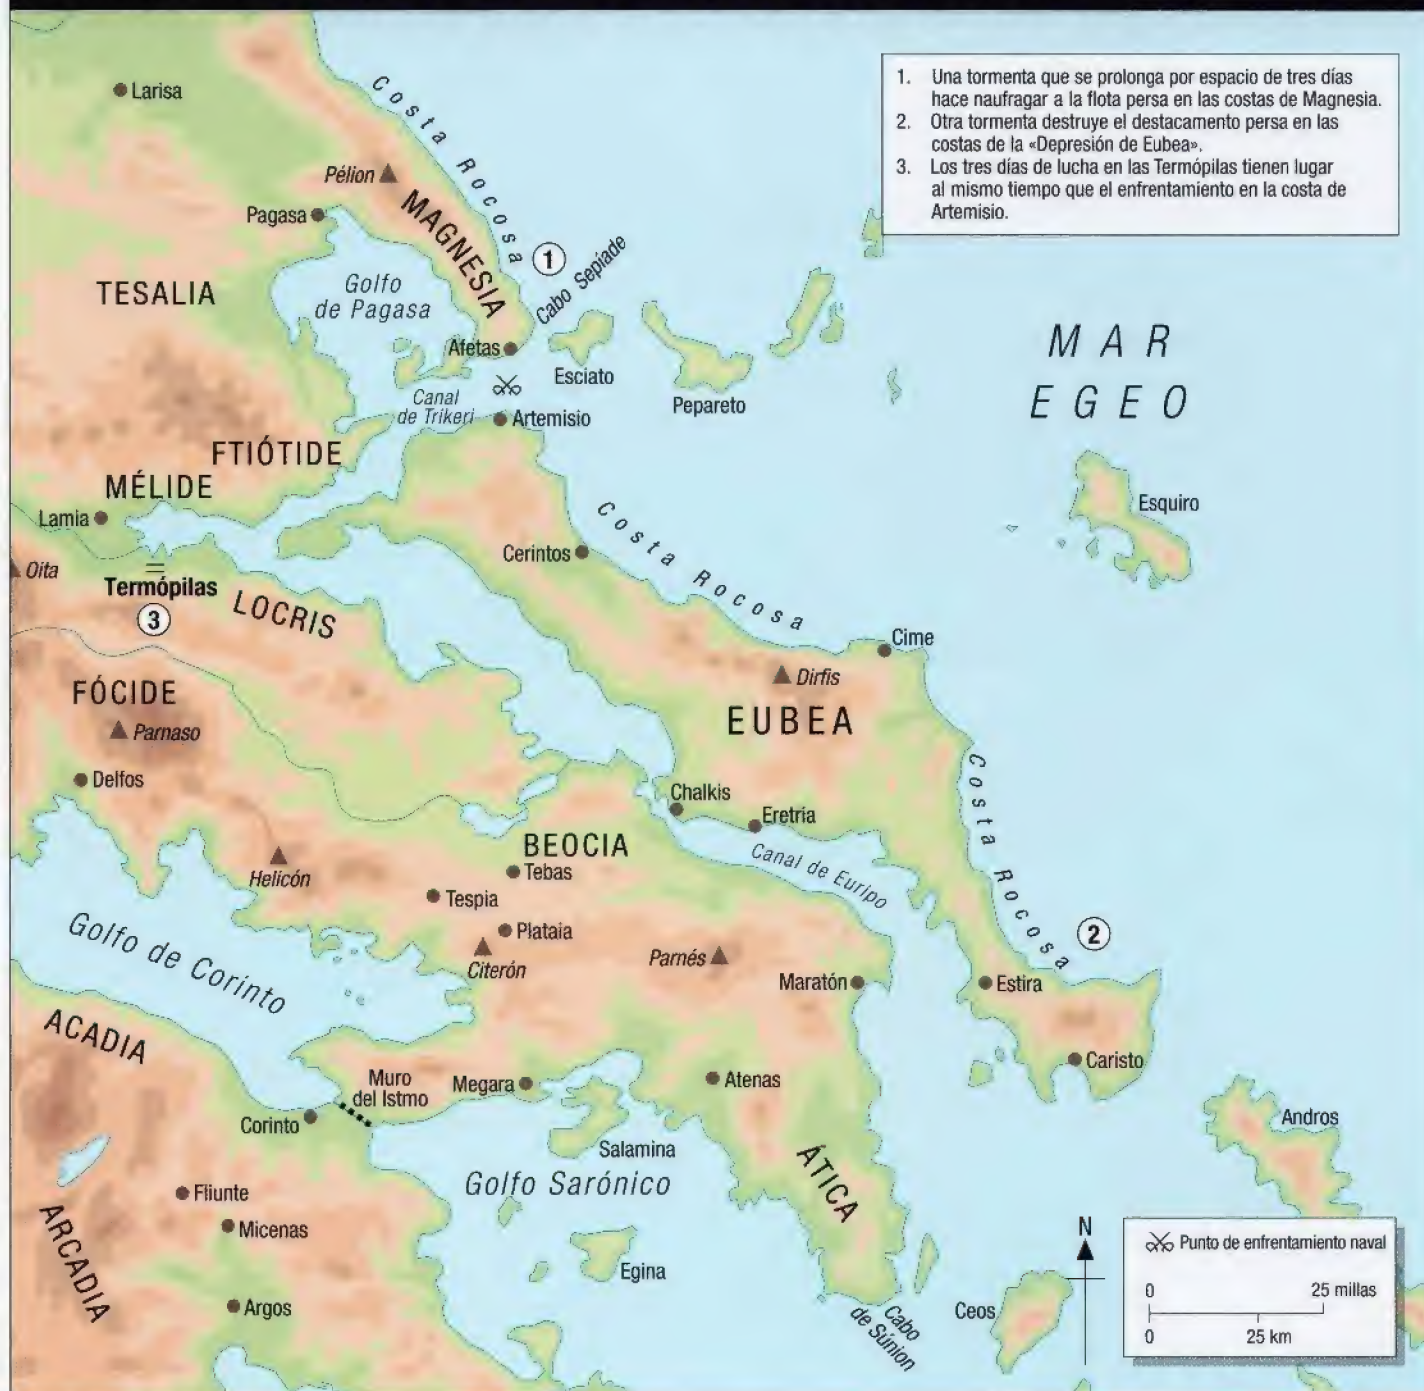 1. Una tormenta que se prolonga por espacio de tres días
hace naufragar a la flota persa en las costas de Magnesia.
2. Otra tormenta destruye el destacamento persa en las
costas de la «Depresión de Eubea».
3. Los tres días de lucha en las Termópilas tienen lugar
al mismo tiempo que el enfrentamiento en la costa de
Artemisio.
Larisa
Costa Rocosa
Pélion
MAGNESIA
Pagasa
1
Cabo Sepiade
TESALIA
Golfo
de Pagasa
Afetas
Esciato
Canal
de Trikeri
Artemisio
Pepareto
MAR
EGEO
FTIÓTIDE
MÉLIDE
Lamia
Esquiro
Costa Rocosa
Cerintos
Oita
Termópilas
3
LOCRIS
Cime
Dirfis
FÓCIDE
EUBEA
Parnaso
Delfos
Costa Rocosa
Chalkis
Eretria
BEOCIA
Canal de Euripo
Helicón
Tebas
Tespia
Plataia
Citerón
Golfo de Corinto
Parnés
2
Maratón
Estira
ACADIA
Caristo
Muro
del Istmo
Megara
Atenas
Corinto
Andros
Salamina
ÁTICA
Golfo Sarónico
Fliunte
Micenas
ARCADIA
Egina
Argos
Cabo
de Súnion
Ceos
N
Punto de enfrentamiento naval
0 25 millas
0 25 km